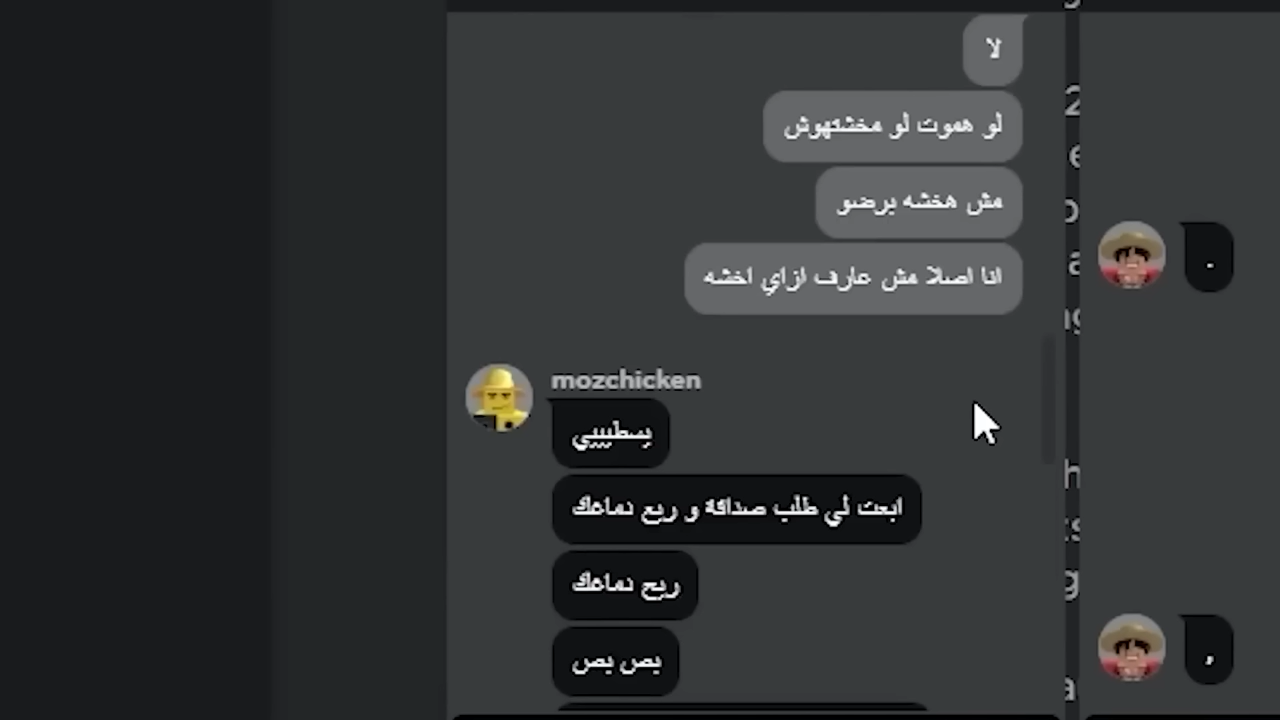 لا
لو هموت لو مخشتهوش
مش هخشه برضو
انا اصلا مش عارف ازاي اخشه
mozchicken
بسطيييي
ابعت لي طلب صداقة و ريح دماغك
ريح دماغك
بص بص
.
,